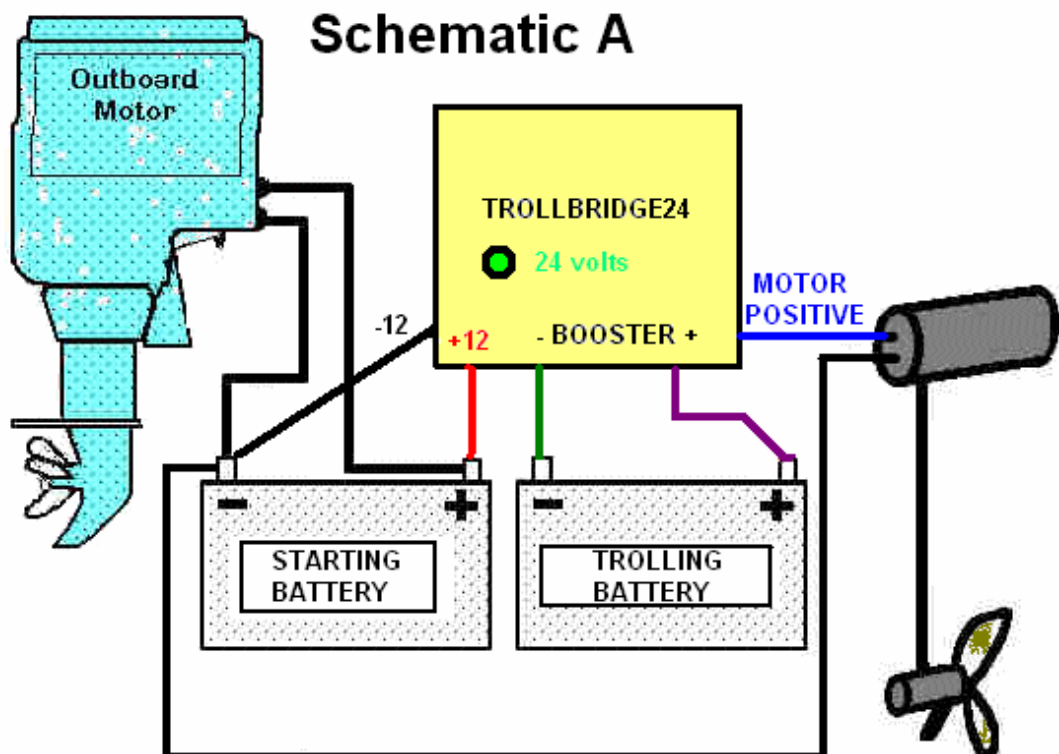 Schematic A
Outboard
Motor
TROLLBRIDGE24
24 volts
MOTOR
POSITIVE
-12
+12
- BOOSTER +
- +
- +
STARTING
BATTERY
TROLLING
BATTERY